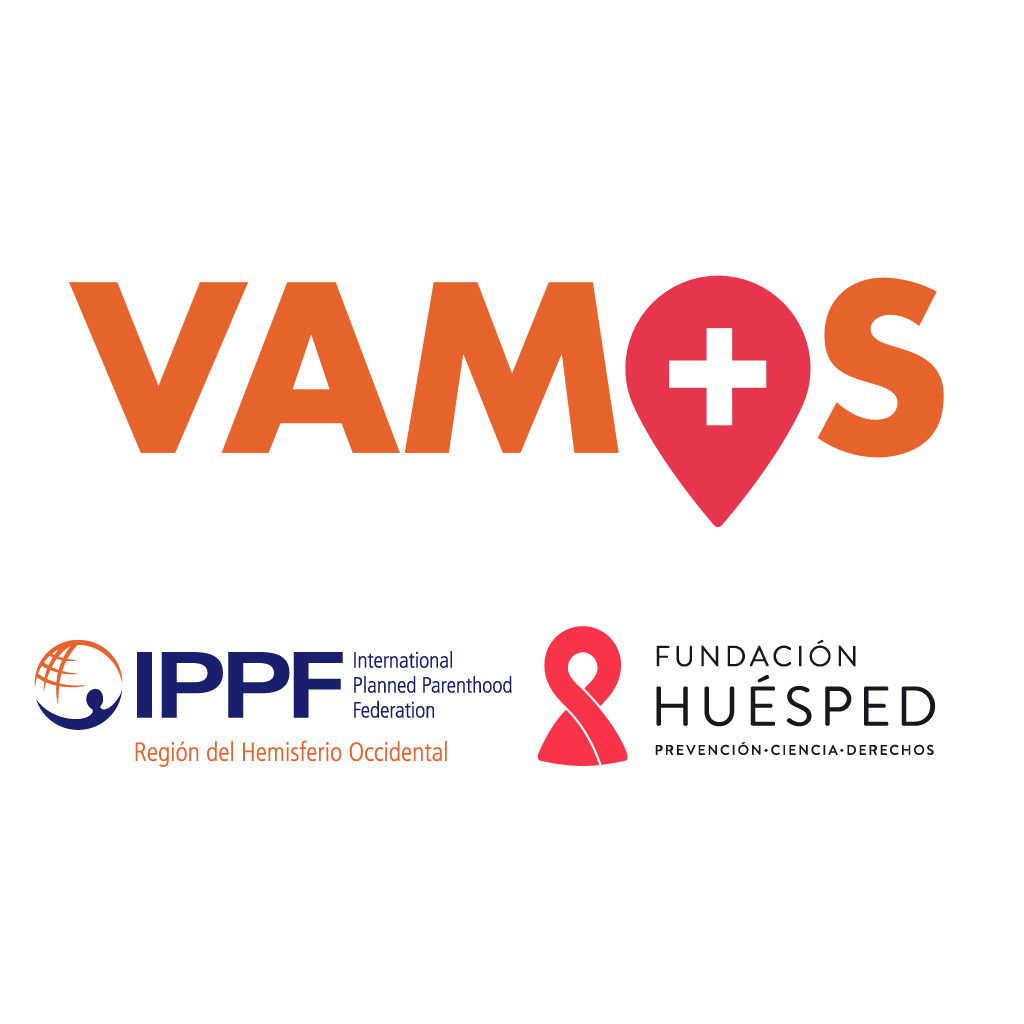 VAMOS
IPPF
International
Planned Parenthood
Federation
Región del Hemisferio Occidental
FUNDACIÓN
HUÉSPED
PREVENCIÓN·CIENCIA·DERECHOS